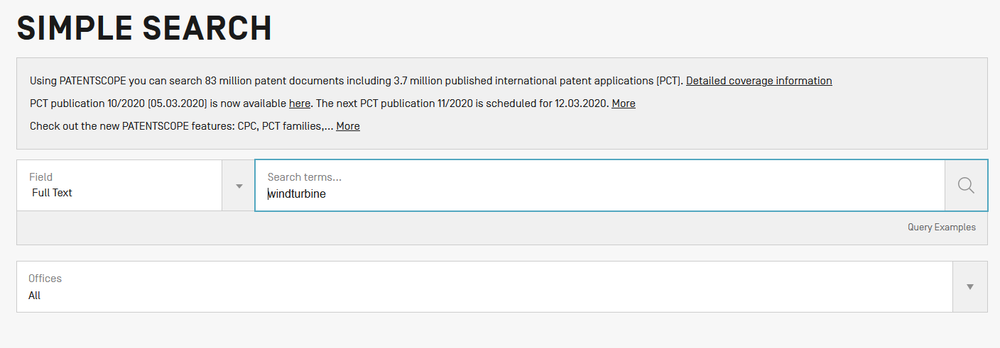 SIMPLE SEARCH
Using PATENTSCOPE you can search 83 million patent documents including 3.7 million published international patent applications (PCT). Detailed coverage information
PCT publication 10/2020 (05.03.2020) is now available here. The next PCT publication 11/2020 is scheduled for 12.03.2020. More
Check out the new PATENTSCOPE features: CPC, PCT families,... More
Field
Full Text
Search terms...
windturbine
Query Examples
Offices
All